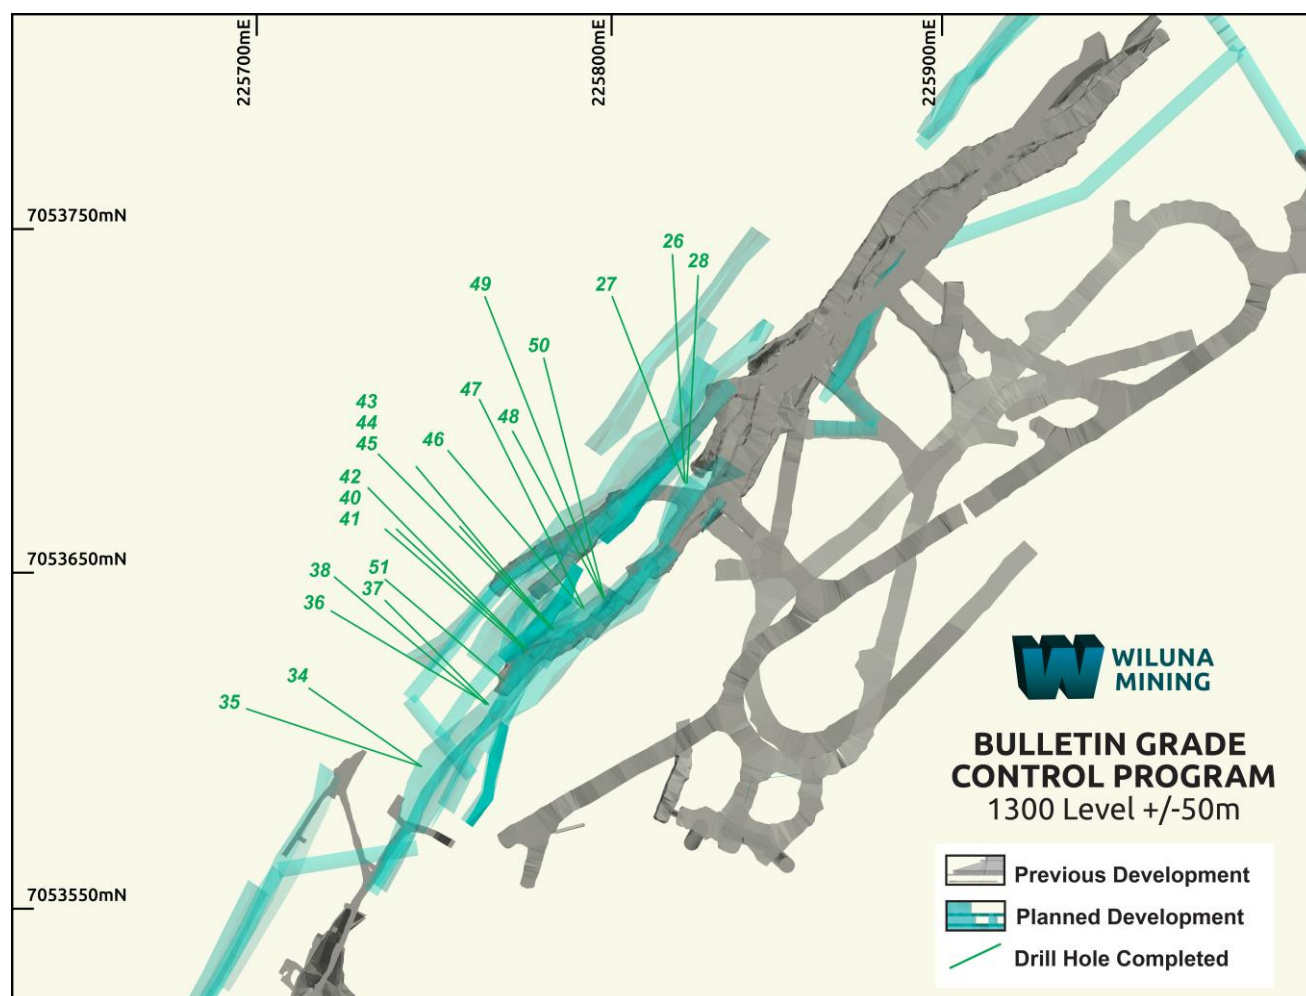 225700mE
225800mE
225900mE
7053750mN
7053650mN
7053550mN
26
28
27
49
50
47
48
43
44
45
46
42
40
41
51
38
37
36
34
35
WILUNA
MINING
BULLETIN GRADE
CONTROL PROGRAM
1300 Level +/-50m
Previous Development
Planned Development
Drill Hole Completed